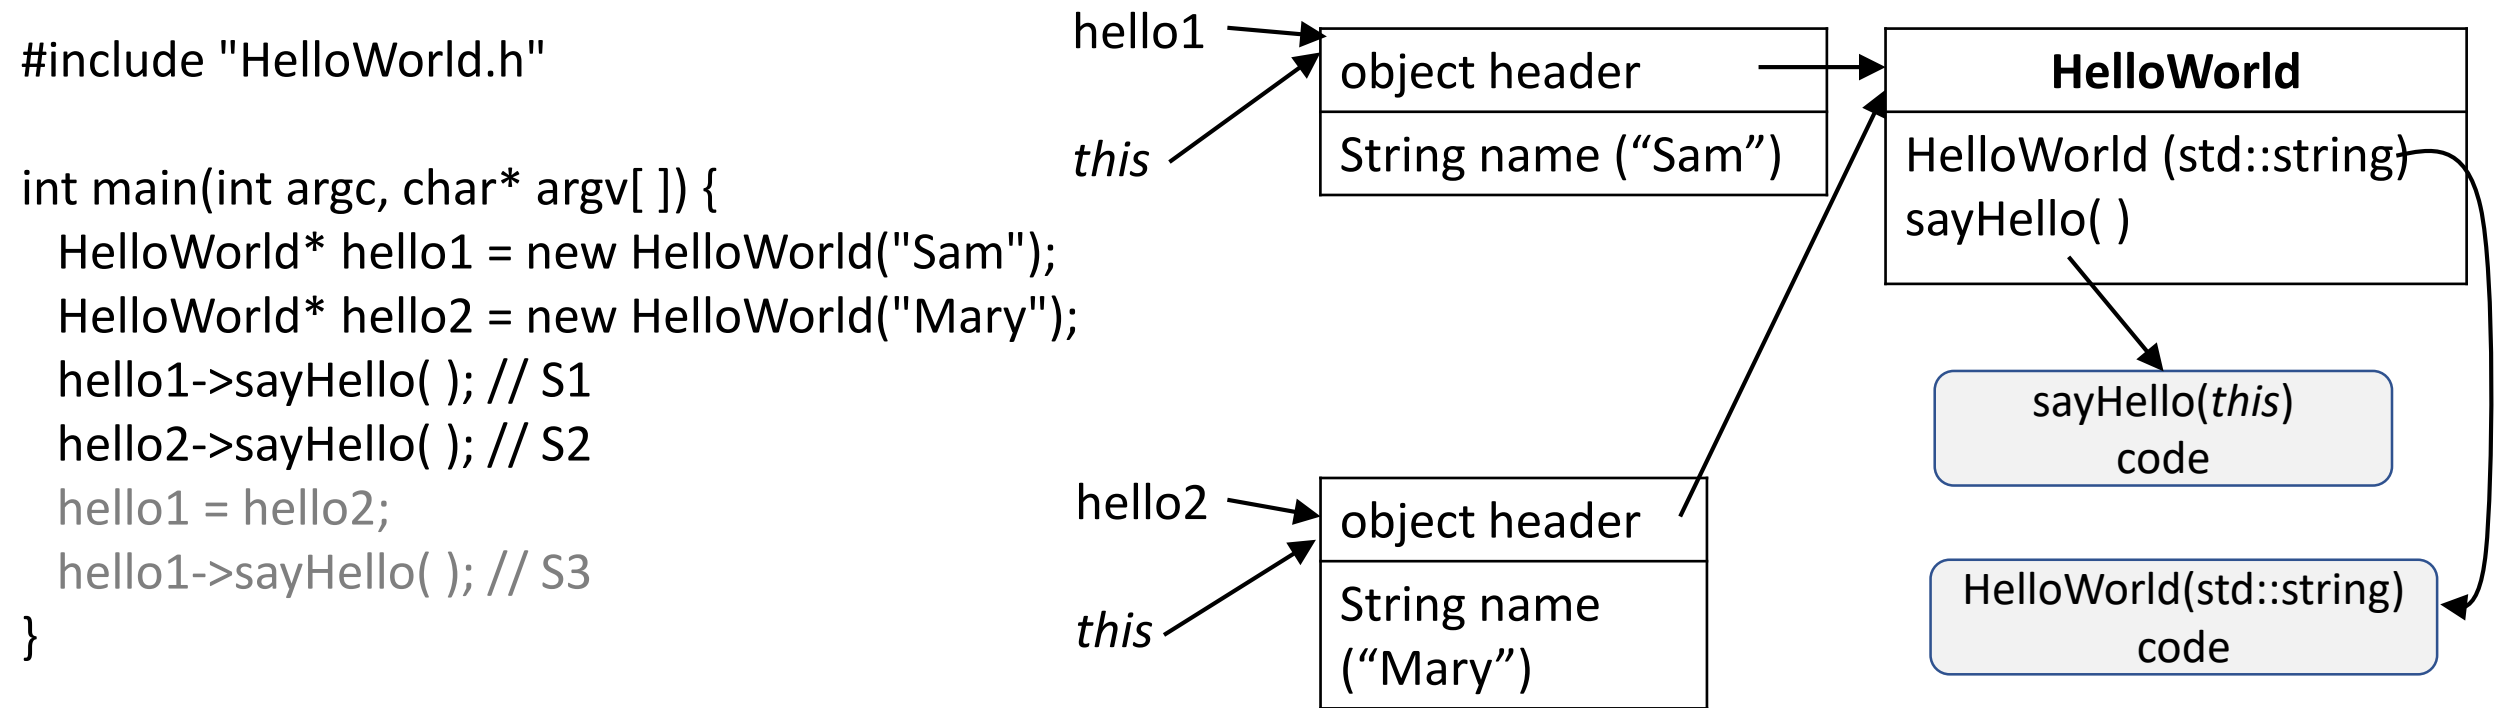 #include "HelloWorld.h"
int main(int argc, char* argv[ ]) {
HelloWorld* hello1 = new HelloWorld("Sam");
HelloWorld* hello2 = new HelloWorld("Mary");
hello1->sayHello( ); // S1
hello2->sayHello( ); // S2
hello1 = hello2;
hello1->sayHello( ); // S3
}
hello1
this
object header
String name (“Sam”)
hello2
this
object header
string name
(“Mary”)
HelloWorld
HelloWorld (std::string)
sayHello ( )
sayHello(this)
code
HelloWorld(std::string)
code